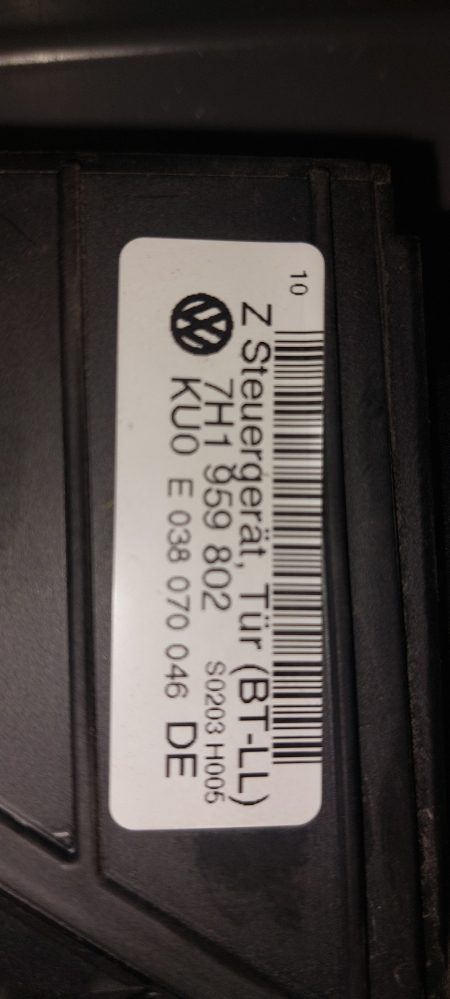 10
Z Steuergerät, Tür (BT-LL)
7H1 959 802 S0203 H005
KU0 E 038 070 046 DE